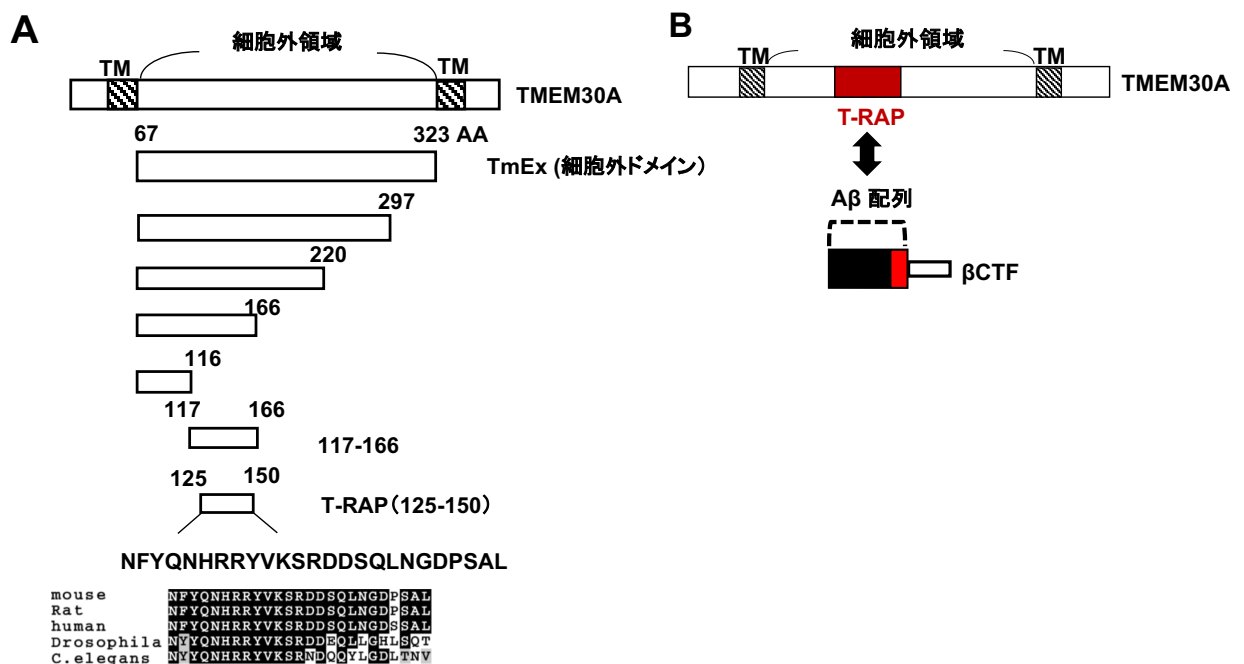 A
細胞外領域
TM
TM
TMEM30A
67
323 AA
TmEx (細胞外ドメイン)
297
220
166
116
117
166
117-166
125
150
T-RAP(125-150)
NFYQNHRRYVKSRDDSQLNGDPSAL
mouse NFYQNHRRYVKSRDDSQLNGDPSAL
Rat NFYQNHRRYVKSRDDSQLNGDSSAL
human NFYQNHRRYVKSRDDSQLNGDSSAL
Drosophila NYYQNHRRYVKSRDDEQLLGHLSQT
C.elegans NYYQNHRRYVKSRNDQQYLGDLTNV
B
細胞外領域
TM
TM
TMEM30A
T-RAP
Aβ 配列
βCTF